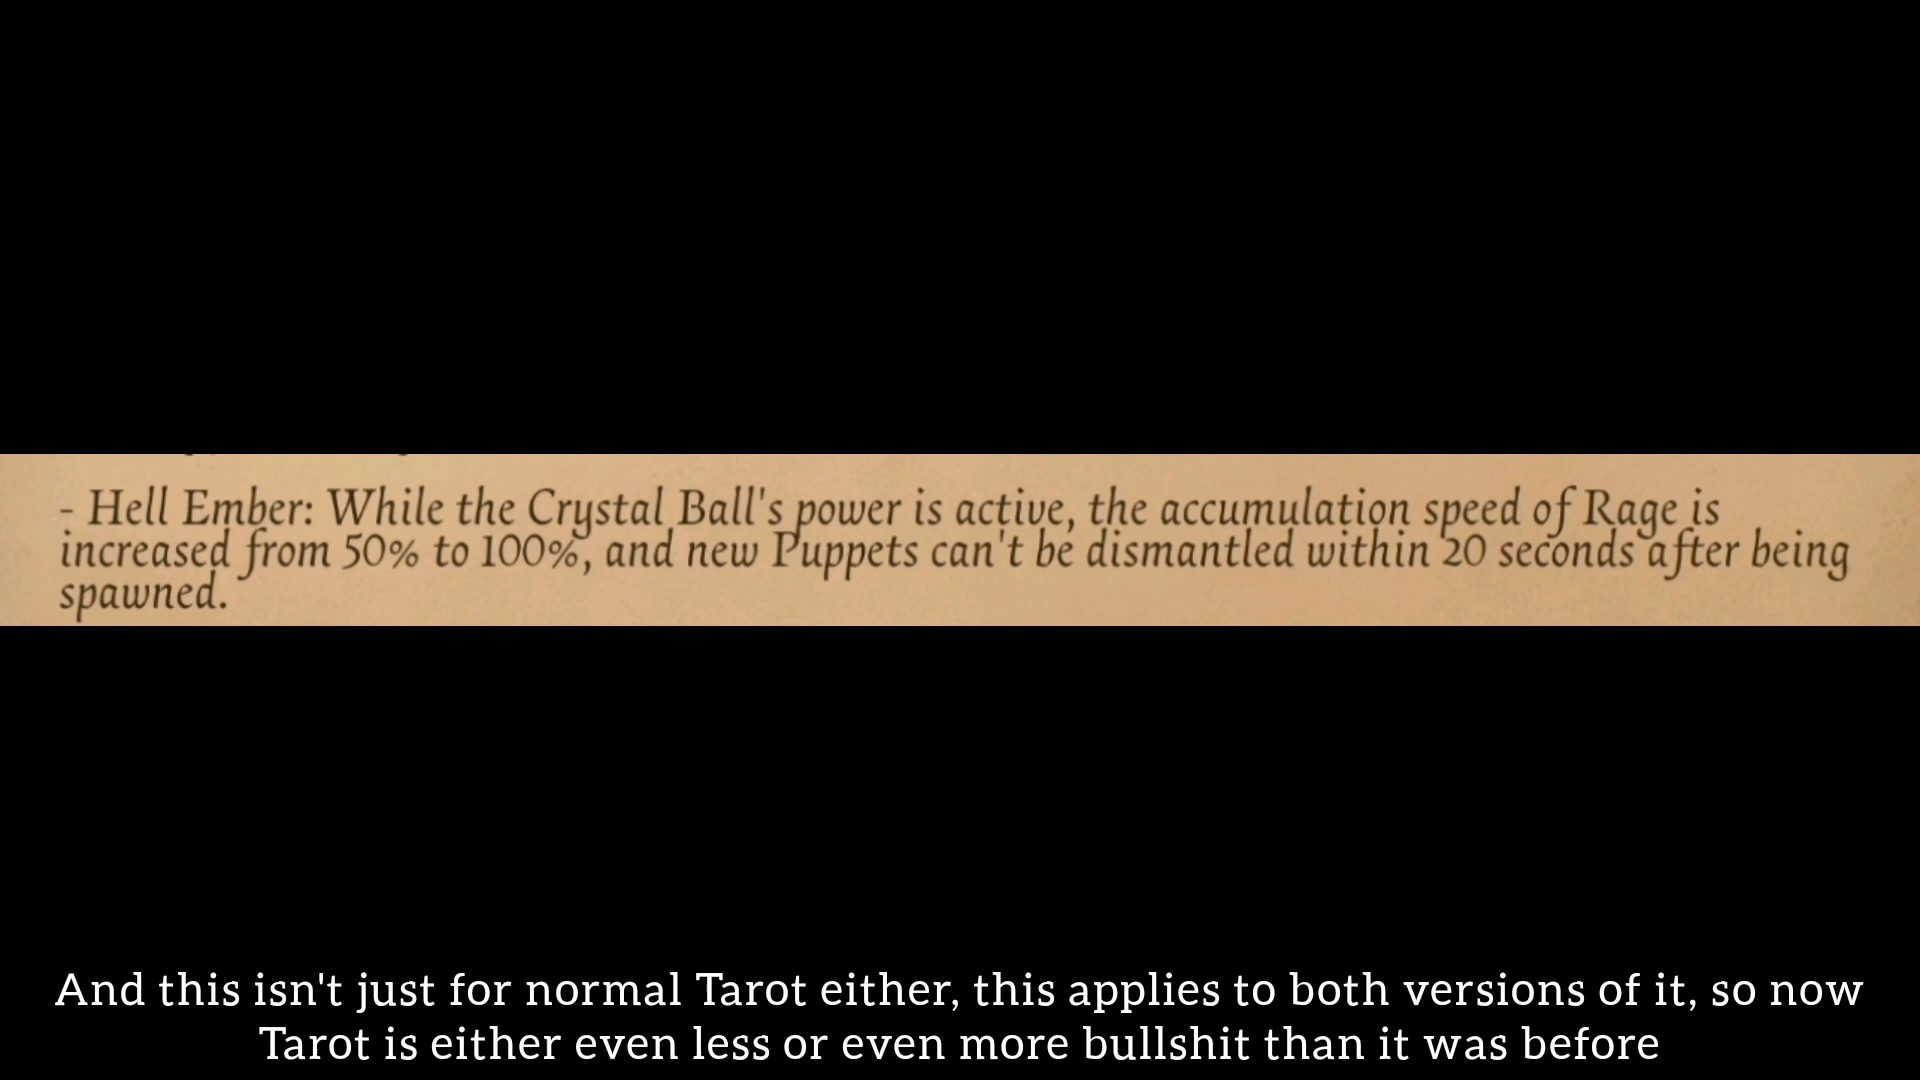 - Hell Ember: While the Crystal Ball's power is active, the accumulation speed of Rage is
increased from 50% to 100%, and new Puppets can't be dismantled within 20 seconds after being
spawned.
And this isn't just for normal Tarot either, this applies to both versions of it, so now
Tarot is either even less or even more bullshit than it was before